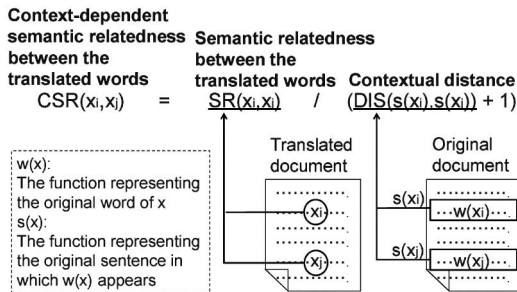 Context-dependent
semantic relatedness
between the
translated words
Semantic relatedness
between the
translated words
Contextual distance
CSR(xi,xj) = SR(xi,xi) / (DIS(s(xi).s(xj)) + 1)
w(x):
The function representing
the original word of x
s(x):
The function representing
the original sentence in
which w(x) appears
Translated
document
xi
xj
Original
document
s(xi)
w(xi)
s(xj)
w(xj)